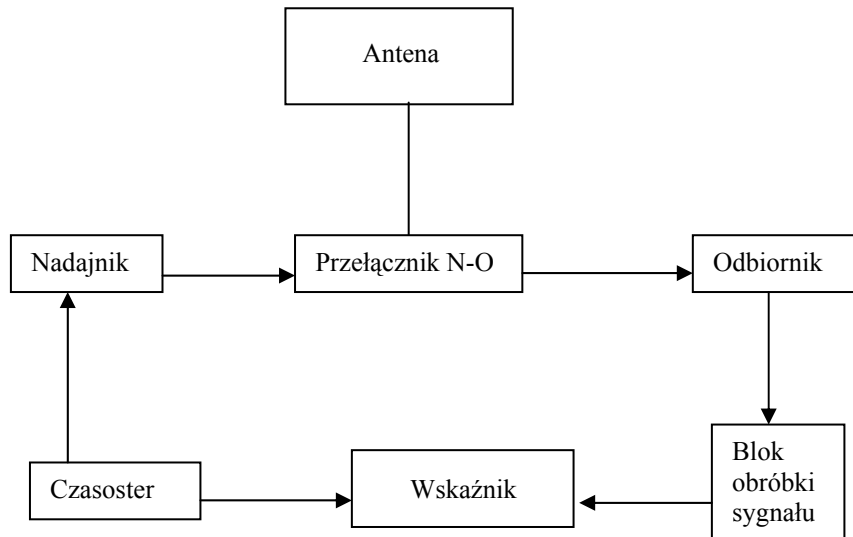 Antena
Nadajnik
Przełącznik N-O
Odbiornik
Czasoster
Wskaźnik
Blok
obróbki
sygnału